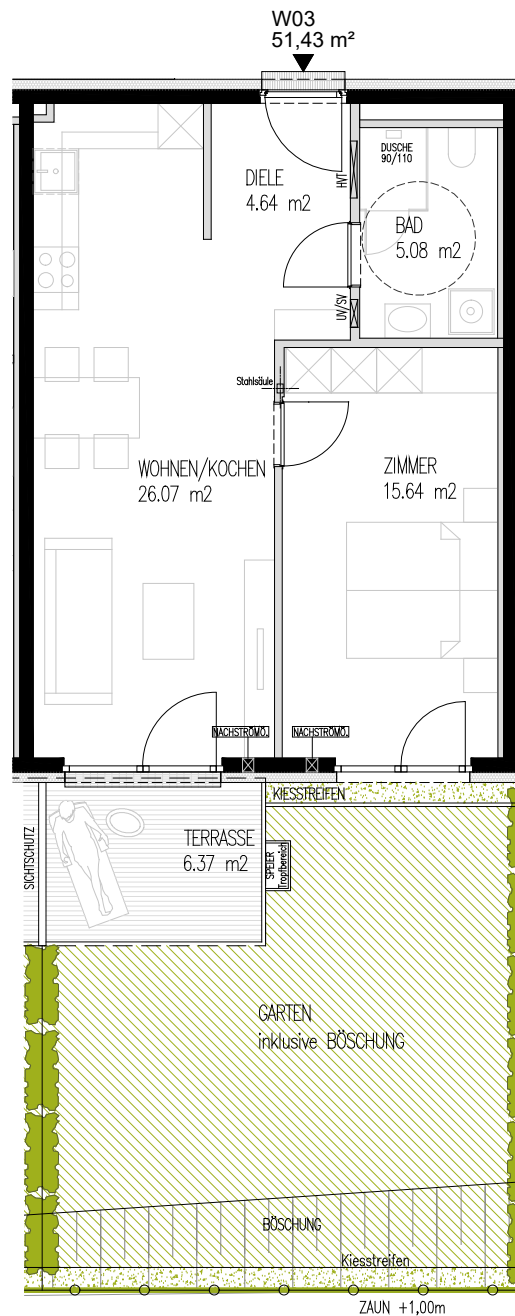 W03
51,43 m²
DIELE
4.64 m2
DUSCHE
90/110
HVT
BAD
5.08 m2
UV/SV
Stahlsäule
WOHNEN/KOCHEN
26.07 m2
ZIMMER
15.64 m2
NACHSTRÖMÖ.
NACHSTRÖMÖ.
KIESSTREIFEN
SICHTSCHUTZ
TERRASSE
6.37 m2
SPEIER
Tropfbereich
GARTEN
inklusive BÖSCHUNG
BÖSCHUNG
Kiesstreifen
ZAUN +1,00m